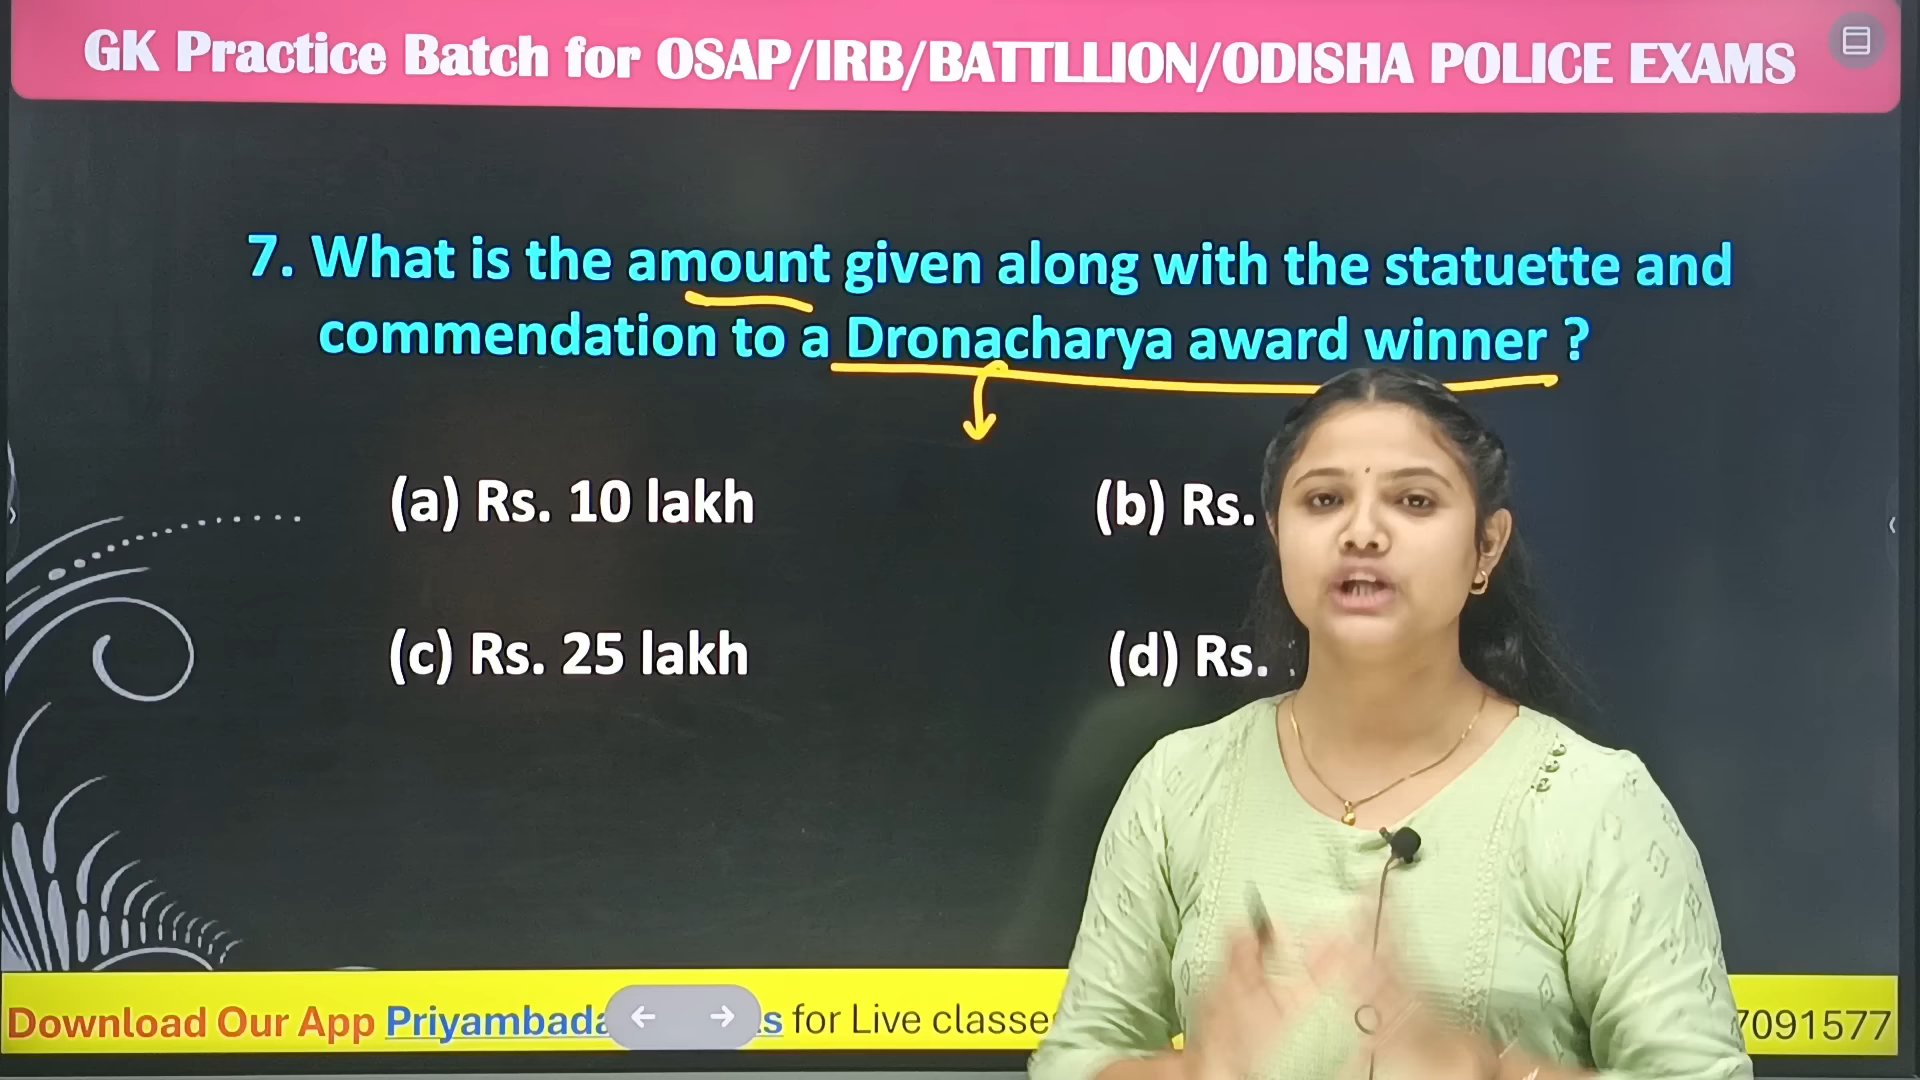 GK Practice Batch for OSAP/IRB/BATTLLION/ODISHA POLICE EXAMS
7. What is the amount given along with the statuette and
commendation to a Dronacharya award winner ?
(a) Rs. 10 lakh
(b) Rs.
(c) Rs. 25 lakh
(d) Rs.
Download Our App Priyambada for Live classes 7091577